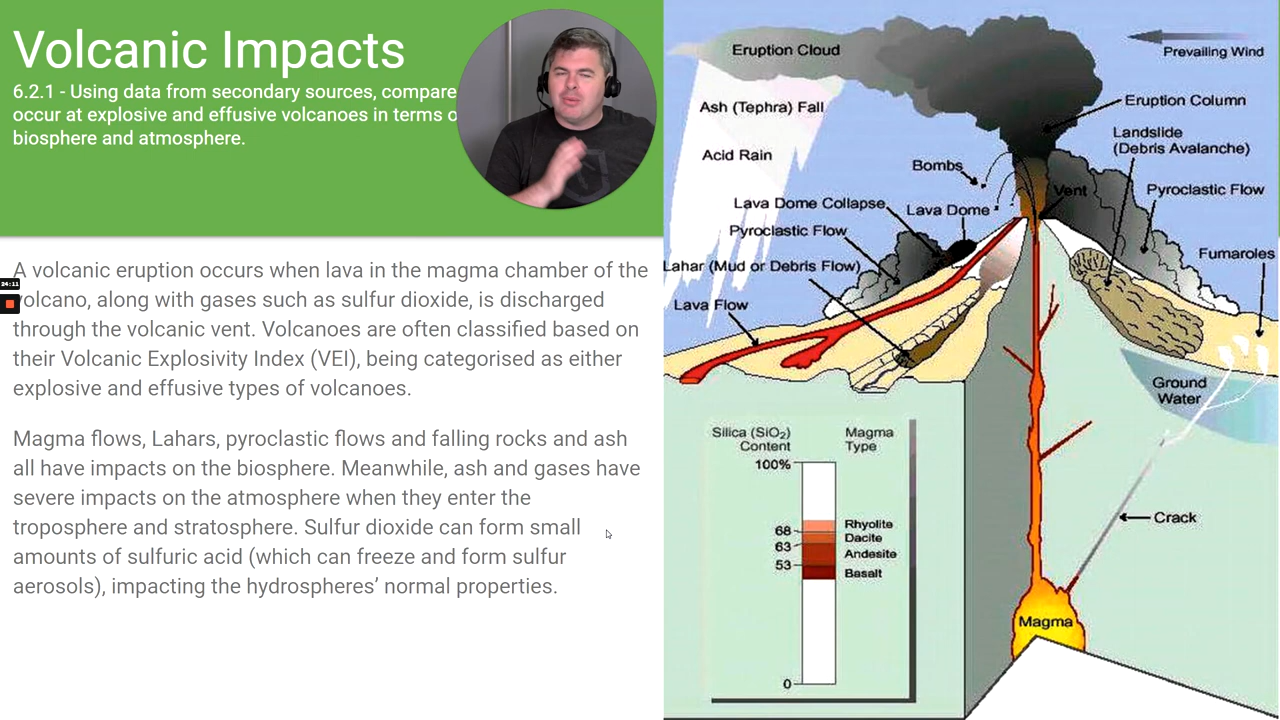 Volcanic Impacts
6.2.1 - Using data from secondary sources, compare
occur at explosive and effusive volcanoes in terms o
biosphere and atmosphere.
24:11
A volcanic eruption occurs when lava in the magma chamber of the
volcano, along with gases such as sulfur dioxide, is discharged
through the volcanic vent. Volcanoes are often classified based on
their Volcanic Explosivity Index (VEI), being categorised as either
explosive and effusive types of volcanoes.
Magma flows, Lahars, pyroclastic flows and falling rocks and ash
all have impacts on the biosphere. Meanwhile, ash and gases have
severe impacts on the atmosphere when they enter the
troposphere and stratosphere. Sulfur dioxide can form small
amounts of sulfuric acid (which can freeze and form sulfur
aerosols), impacting the hydrospheres’ normal properties.
Eruption Cloud
Prevailing Wind
Ash (Tephra) Fall
Eruption Column
Acid Rain
Landslide
(Debris Avalanche)
Bombs
Vent
Pyroclastic Flow
Lava Dome Collapse
Lava Dome
Pyroclastic Flow
Fumaroles
Lahar (Mud or Debris Flow)
Lava Flow
Ground
Water
Silica (SiO2)
Content
Magma
Type
100%
68
63
53
0
Rhyolite
Dacite
Andesite
Basalt
Crack
Magma